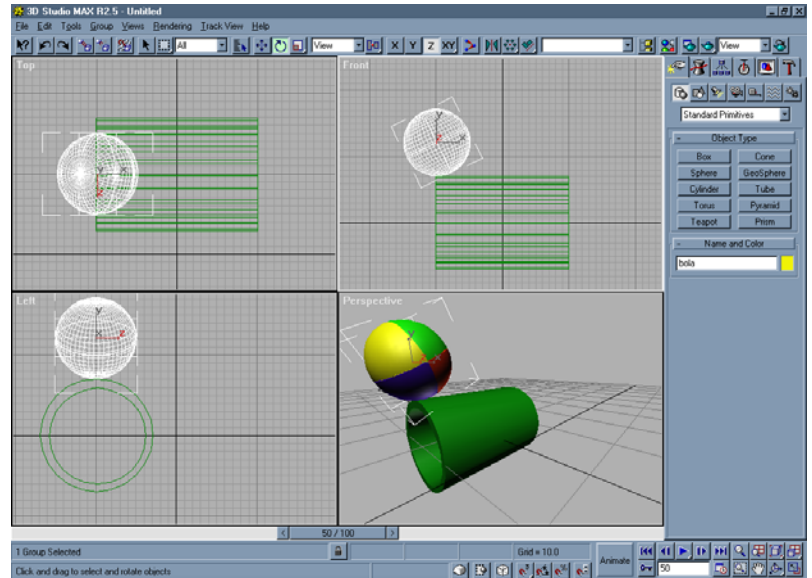 3D Studio MAX R2.5 - Untitled
File Edit Tools Group Views Rendering Track View Help
All View X Y Z XY View
Top
Front
Standard Primitives
- Object Type
Box Cone
Sphere GeoSphere
Cylinder Tube
Torus Pyramid
Teapot Prism
- Name and Color
bola
Left
Perspective
y
x
z
< 50 / 100 >
1 Group Selected
Grid = 10.0
Animate
50
Click and drag to select and rotate objects